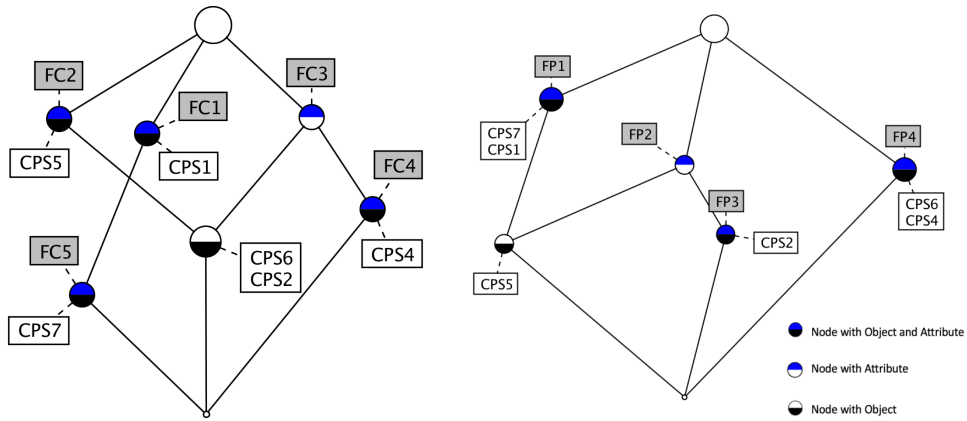 FC2
FC3
FC1
CPS5
CPS1
FC4
FC5
CPS6
CPS2
CPS4
CPS7
FP1
CPS7
CPS1
FP2
FP4
FP3
CPS6
CPS4
CPS2
CPS5
Node with Object and Attribute
Node with Attribute
Node with Object